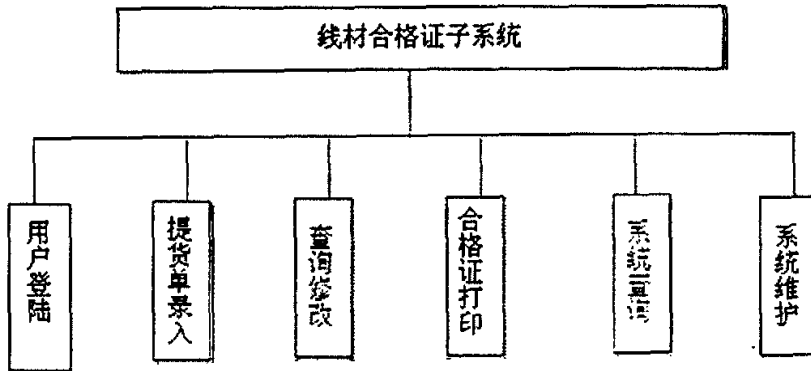 线材合格证子系统
用户登陆
提货单录入
查询修改
合格证打印
系统查询
系统维护